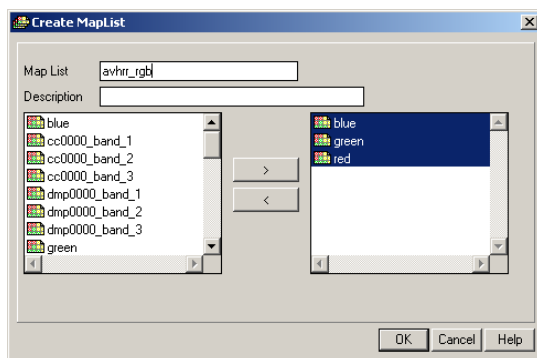 Create MapList
Map List avhrr_rgb
Description
blue
cc0000_band_1
cc0000_band_2
cc0000_band_3
dmp0000_band_1
dmp0000_band_2
dmp0000_band_3
green
>
<
blue
green
red
OK Cancel Help